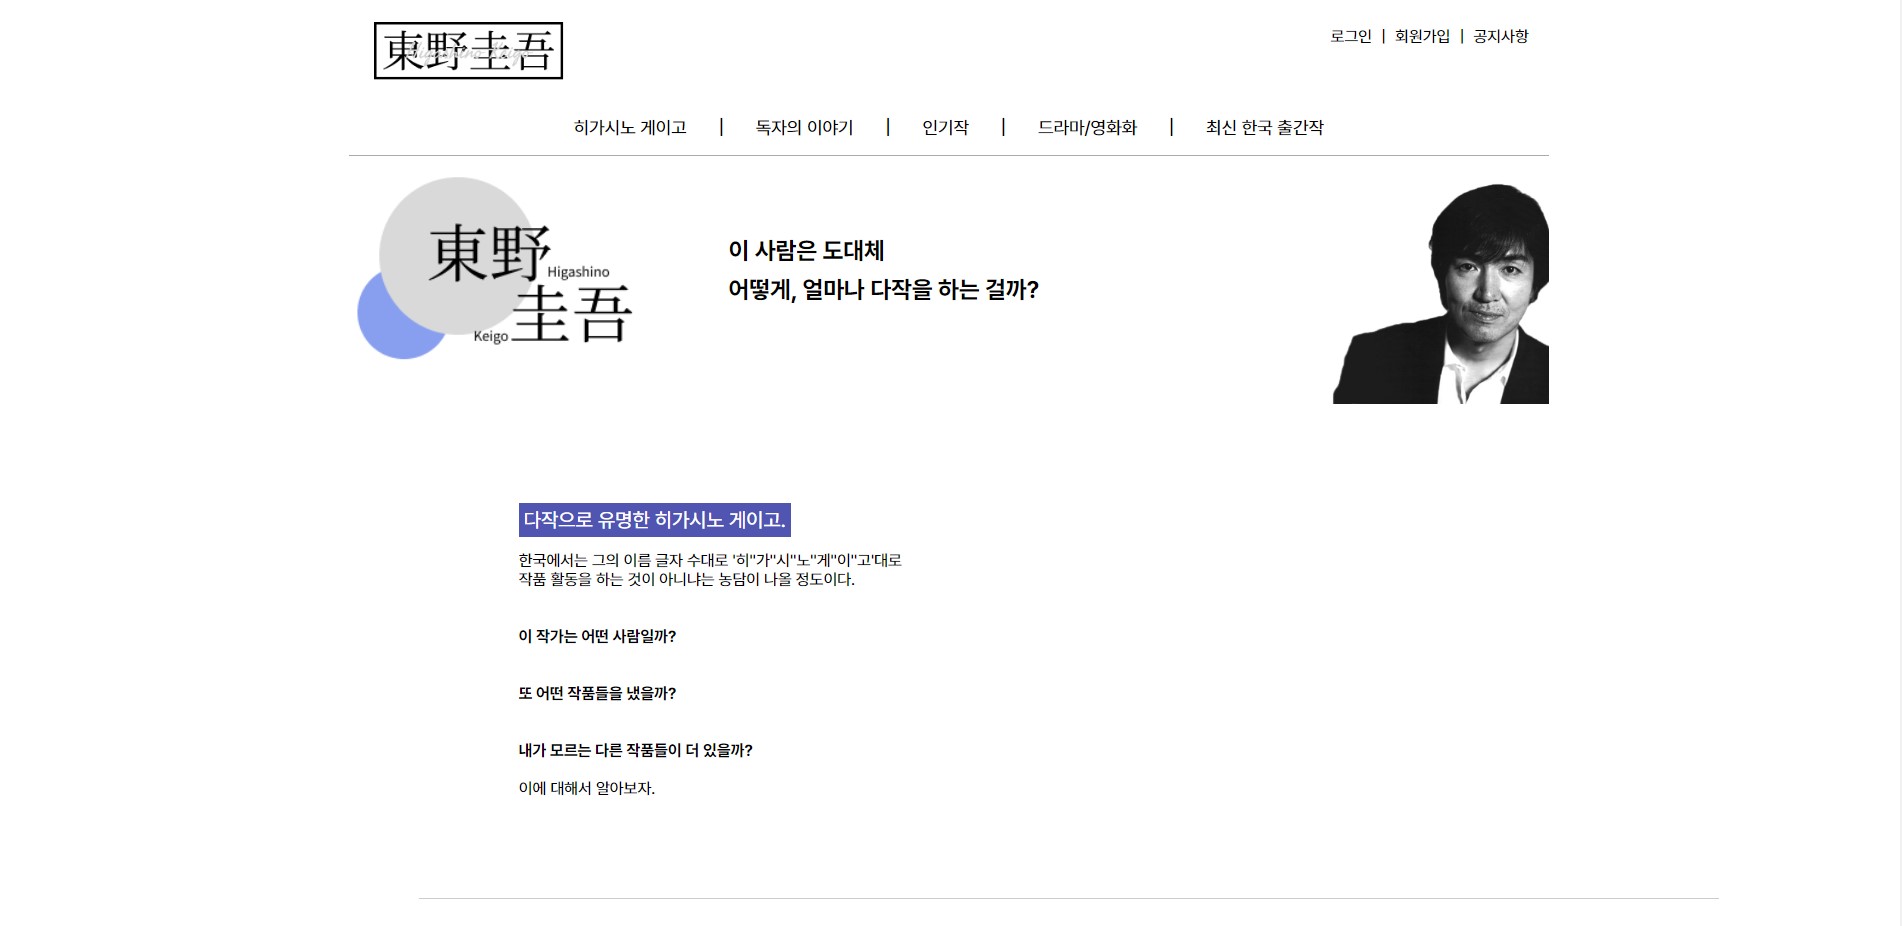 東野圭吾
Higashino Keigo
로그인 | 회원가입 | 공지사항
히가시노 게이고 | 독자의 이야기 | 인기작 | 드라마/영화화 | 최신 한국 출간작
東野
Higashino
圭吾
Keigo
이 사람은 도대체
어떻게, 얼마나 다작을 하는 걸까?
다작으로 유명한 히가시노 게이고.
한국에서는 그의 이름 글자 수대로 '히''가''시''노''게''이''고'대로
작품 활동을 하는 것이 아니냐는 농담이 나올 정도이다.
이 작가는 어떤 사람일까?
또 어떤 작품들을 냈을까?
내가 모르는 다른 작품들이 더 있을까?
이에 대해서 알아보자.